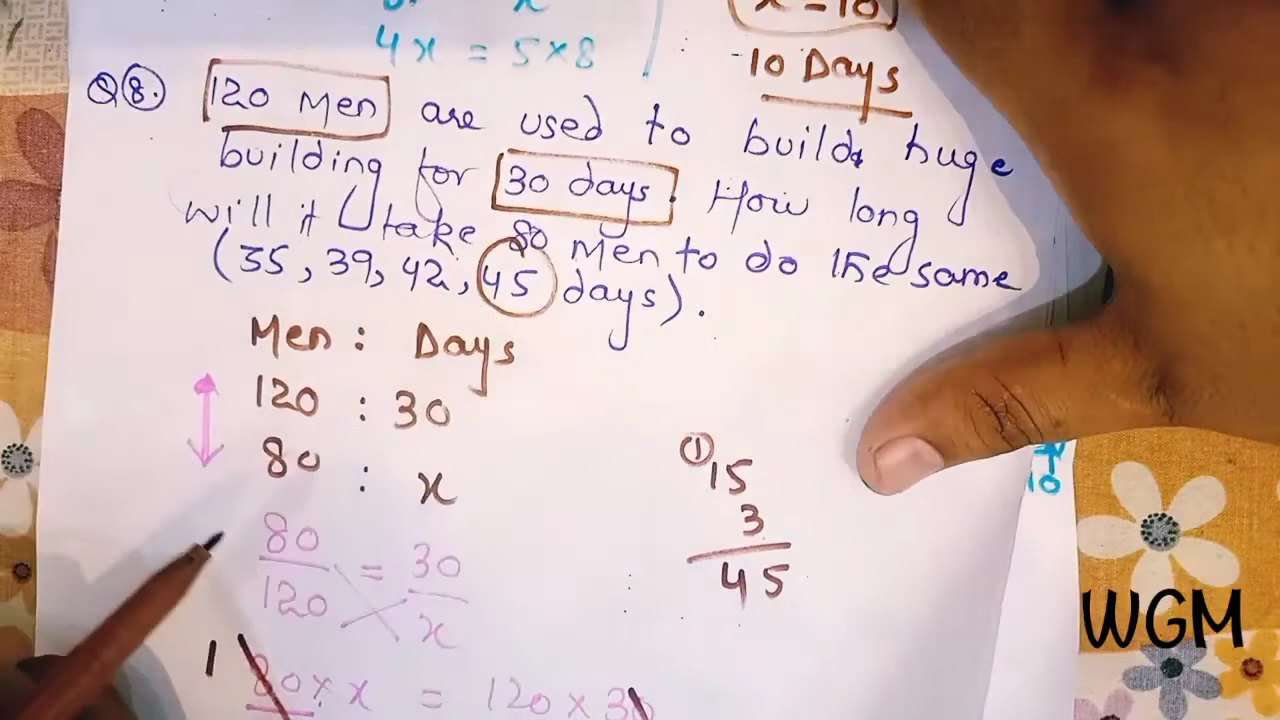 x = 10
4x = 5×8
10 Days
Q8. 120 Men are used to build huge
building for 30 days. How long
will it take 80 Men to do the same
(35, 39, 42, 45 days).
Men : Days
120 : 30
80 : x
80/120 = 30/x
1 80 × x = 120 × 30
1 15
3
45
10
WGM